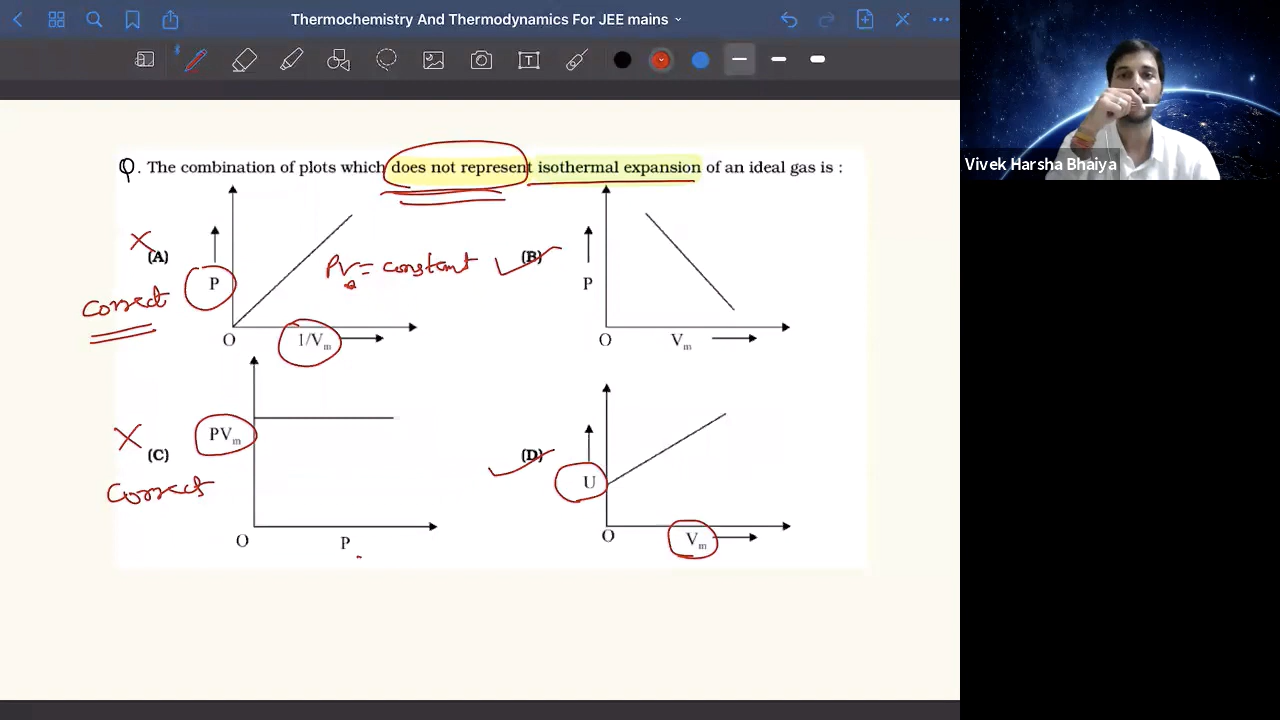 Thermochemistry And Thermodynamics For JEE mains
T
Vivek Harsha Bhaiya
Q. The combination of plots which does not represent isothermal expansion of an ideal gas is :
(A)
P
O
1/Vm
correct
PV = constant
(B)
P
O
Vm
(C)
PVm
O
P
correct
(D)
U
O
Vm